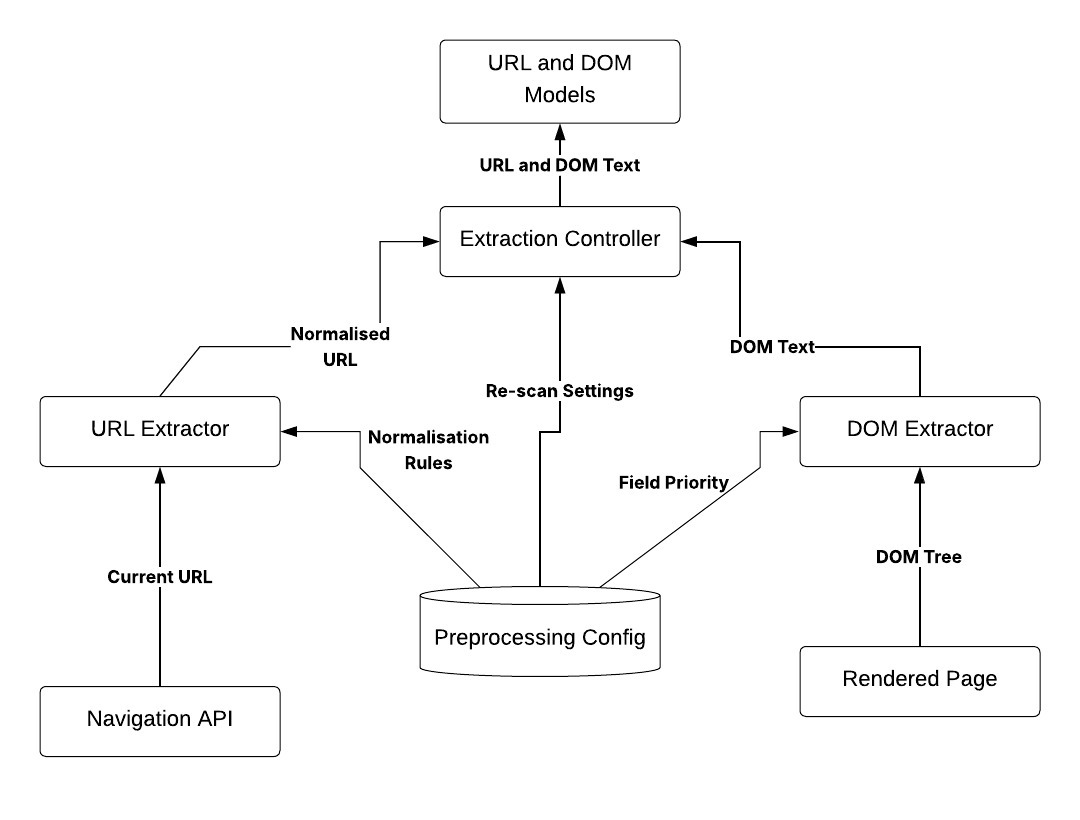 URL and DOM
Models
URL and DOM Text
Extraction Controller
Normalised
URL
DOM Text
Re-scan Settings
URL Extractor
Normalisation
Rules
DOM Extractor
Field Priority
Current URL
DOM Tree
Preprocessing Config
Rendered Page
Navigation API